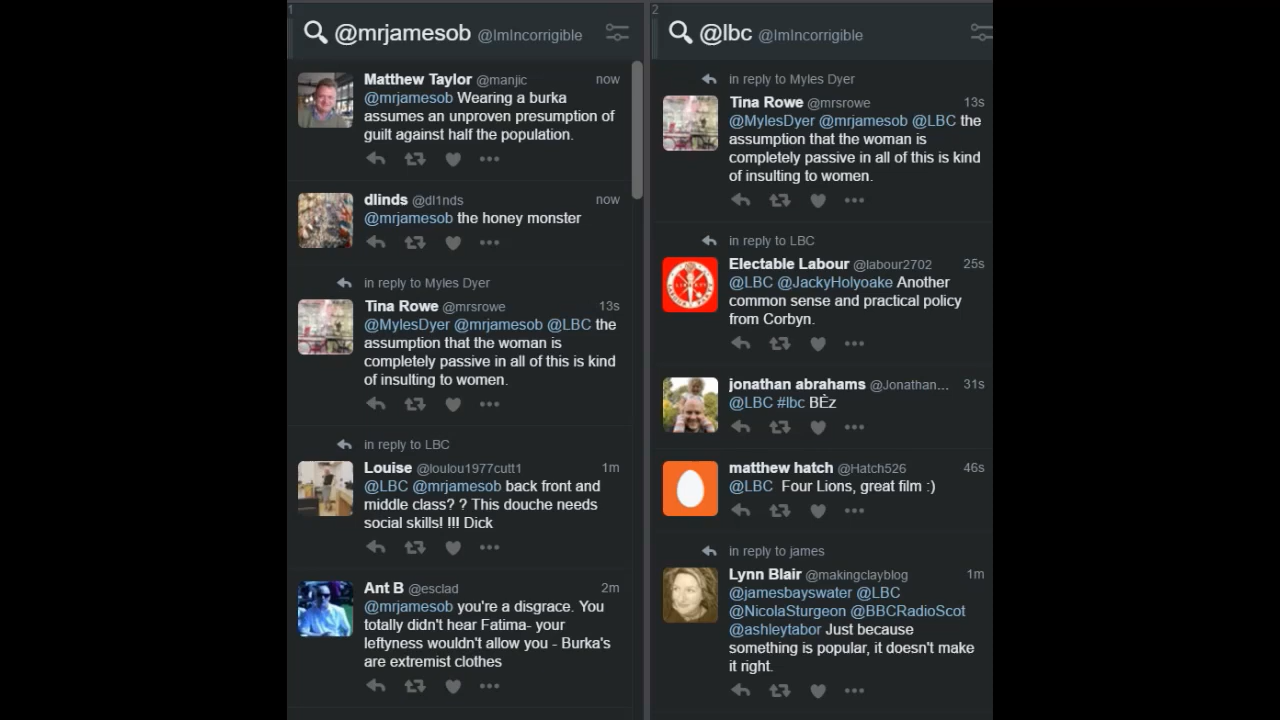 1
@mrjamesob @ImIncorrigible
Matthew Taylor @manjic now
@mrjamesob Wearing a burka
assumes an unproven presumption of
guilt against half the population.
dlinds @dl1nds now
@mrjamesob the honey monster
in reply to Myles Dyer
Tina Rowe @mrsrowe 13s
@MylesDyer @mrjamesob @LBC the
assumption that the woman is
completely passive in all of this is kind
of insulting to women.
in reply to LBC
Louise @loulou1977cutt1 1m
@LBC @mrjamesob back front and
middle class? ? This douche needs
social skills! !!! Dick
Ant B @esclad 2m
@mrjamesob you're a disgrace. You
totally didn't hear Fatima- your
leftyness wouldn't allow you - Burka's
are extremist clothes
2
@lbc @ImIncorrigible
in reply to Myles Dyer
Tina Rowe @mrsrowe 13s
@MylesDyer @mrjamesob @LBC the
assumption that the woman is
completely passive in all of this is kind
of insulting to women.
in reply to LBC
Electable Labour @labour2702 25s
@LBC @JackyHolyoake Another
common sense and practical policy
from Corbyn.
jonathan abrahams @Jonathan... 31s
@LBC #lbc BĖz
matthew hatch @Hatch526 46s
@LBC Four Lions, great film :)
in reply to james
Lynn Blair @makingclayblog 1m
@jamesbayswater @LBC
@NicolaSturgeon @BBCRadioScot
@ashleytabor Just because
something is popular, it doesn't make
it right.